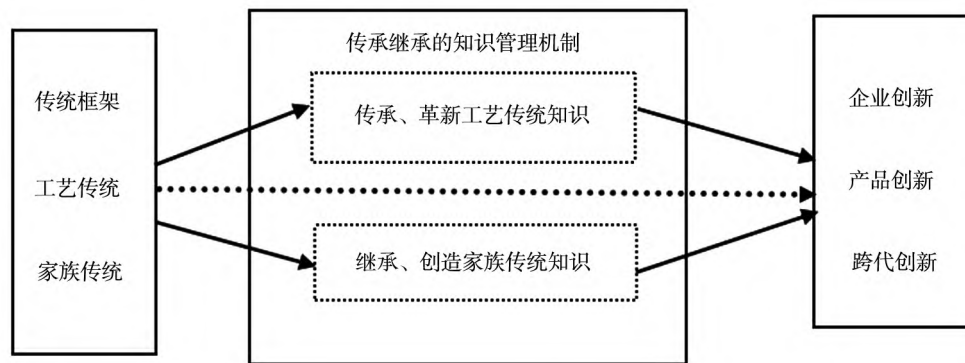 传统框架
工艺传统
家族传统
传承继承的知识管理机制
传承、革新工艺传统知识
继承、创造家族传统知识
企业创新
产品创新
跨代创新